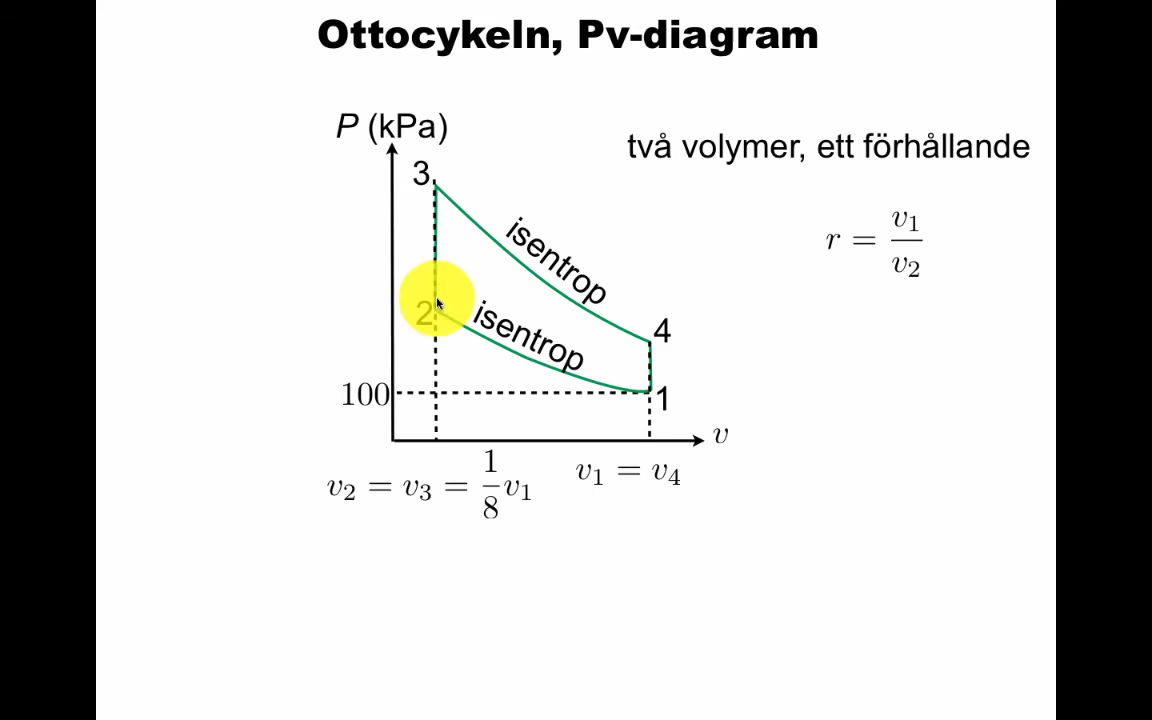 Ottocykeln, Pv-diagram
P (kPa)
två volymer, ett förhållande
3
r = v₁/v₂
isentrop
2
isentrop
4
100
1
v
v₂ = v₃ = 1/8 v₁
v₁ = v₄